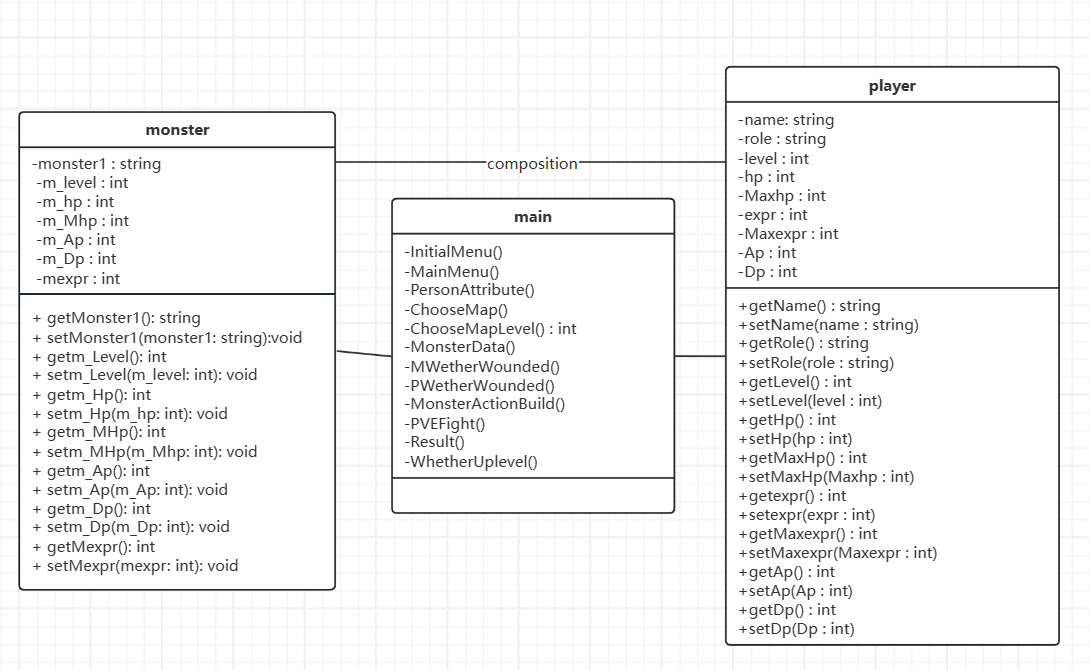 monster
-monster1 : string
-m_level : int
-m_hp : int
-m_Mhp : int
-m_Ap : int
-m_Dp : int
-mexpr : int
+ getMonster1(): string
+ setMonster1(monster1: string):void
+ getm_Level(): int
+ setm_Level(m_level: int): void
+ getm_Hp(): int
+ setm_Hp(m_hp: int): void
+ getm_MHp(): int
+ setm_MHp(m_Mhp: int): void
+ getm_Ap(): int
+ setm_Ap(m_Ap: int): void
+ getm_Dp(): int
+ setm_Dp(m_Dp: int): void
+ getMexpr(): int
+ setMexpr(mexpr: int): void
composition
main
-InitialMenu()
-MainMenu()
-PersonAttribute()
-ChooseMap()
-ChooseMapLevel() : int
-MonsterData()
-MWetherWounded()
-PWetherWounded()
-MonsterActionBuild()
-PVEFight()
-Result()
-WhetherUplevel()
player
-name: string
-role : string
-level : int
-hp : int
-Maxhp : int
-expr : int
-Maxexpr : int
-Ap : int
-Dp : int
+getName() : string
+setName(name : string)
+getRole() : string
+setRole(role : string)
+getLevel() : int
+setLevel(level : int)
+getHp() : int
+setHp(hp : int)
+getMaxHp() : int
+setMaxHp(Maxhp : int)
+getexpr() : int
+setexpr(expr : int)
+getMaxexpr() : int
+setMaxexpr(Maxexpr : int)
+getAp() : int
+setAp(Ap : int)
+getDp() : int
+setDp(Dp : int)